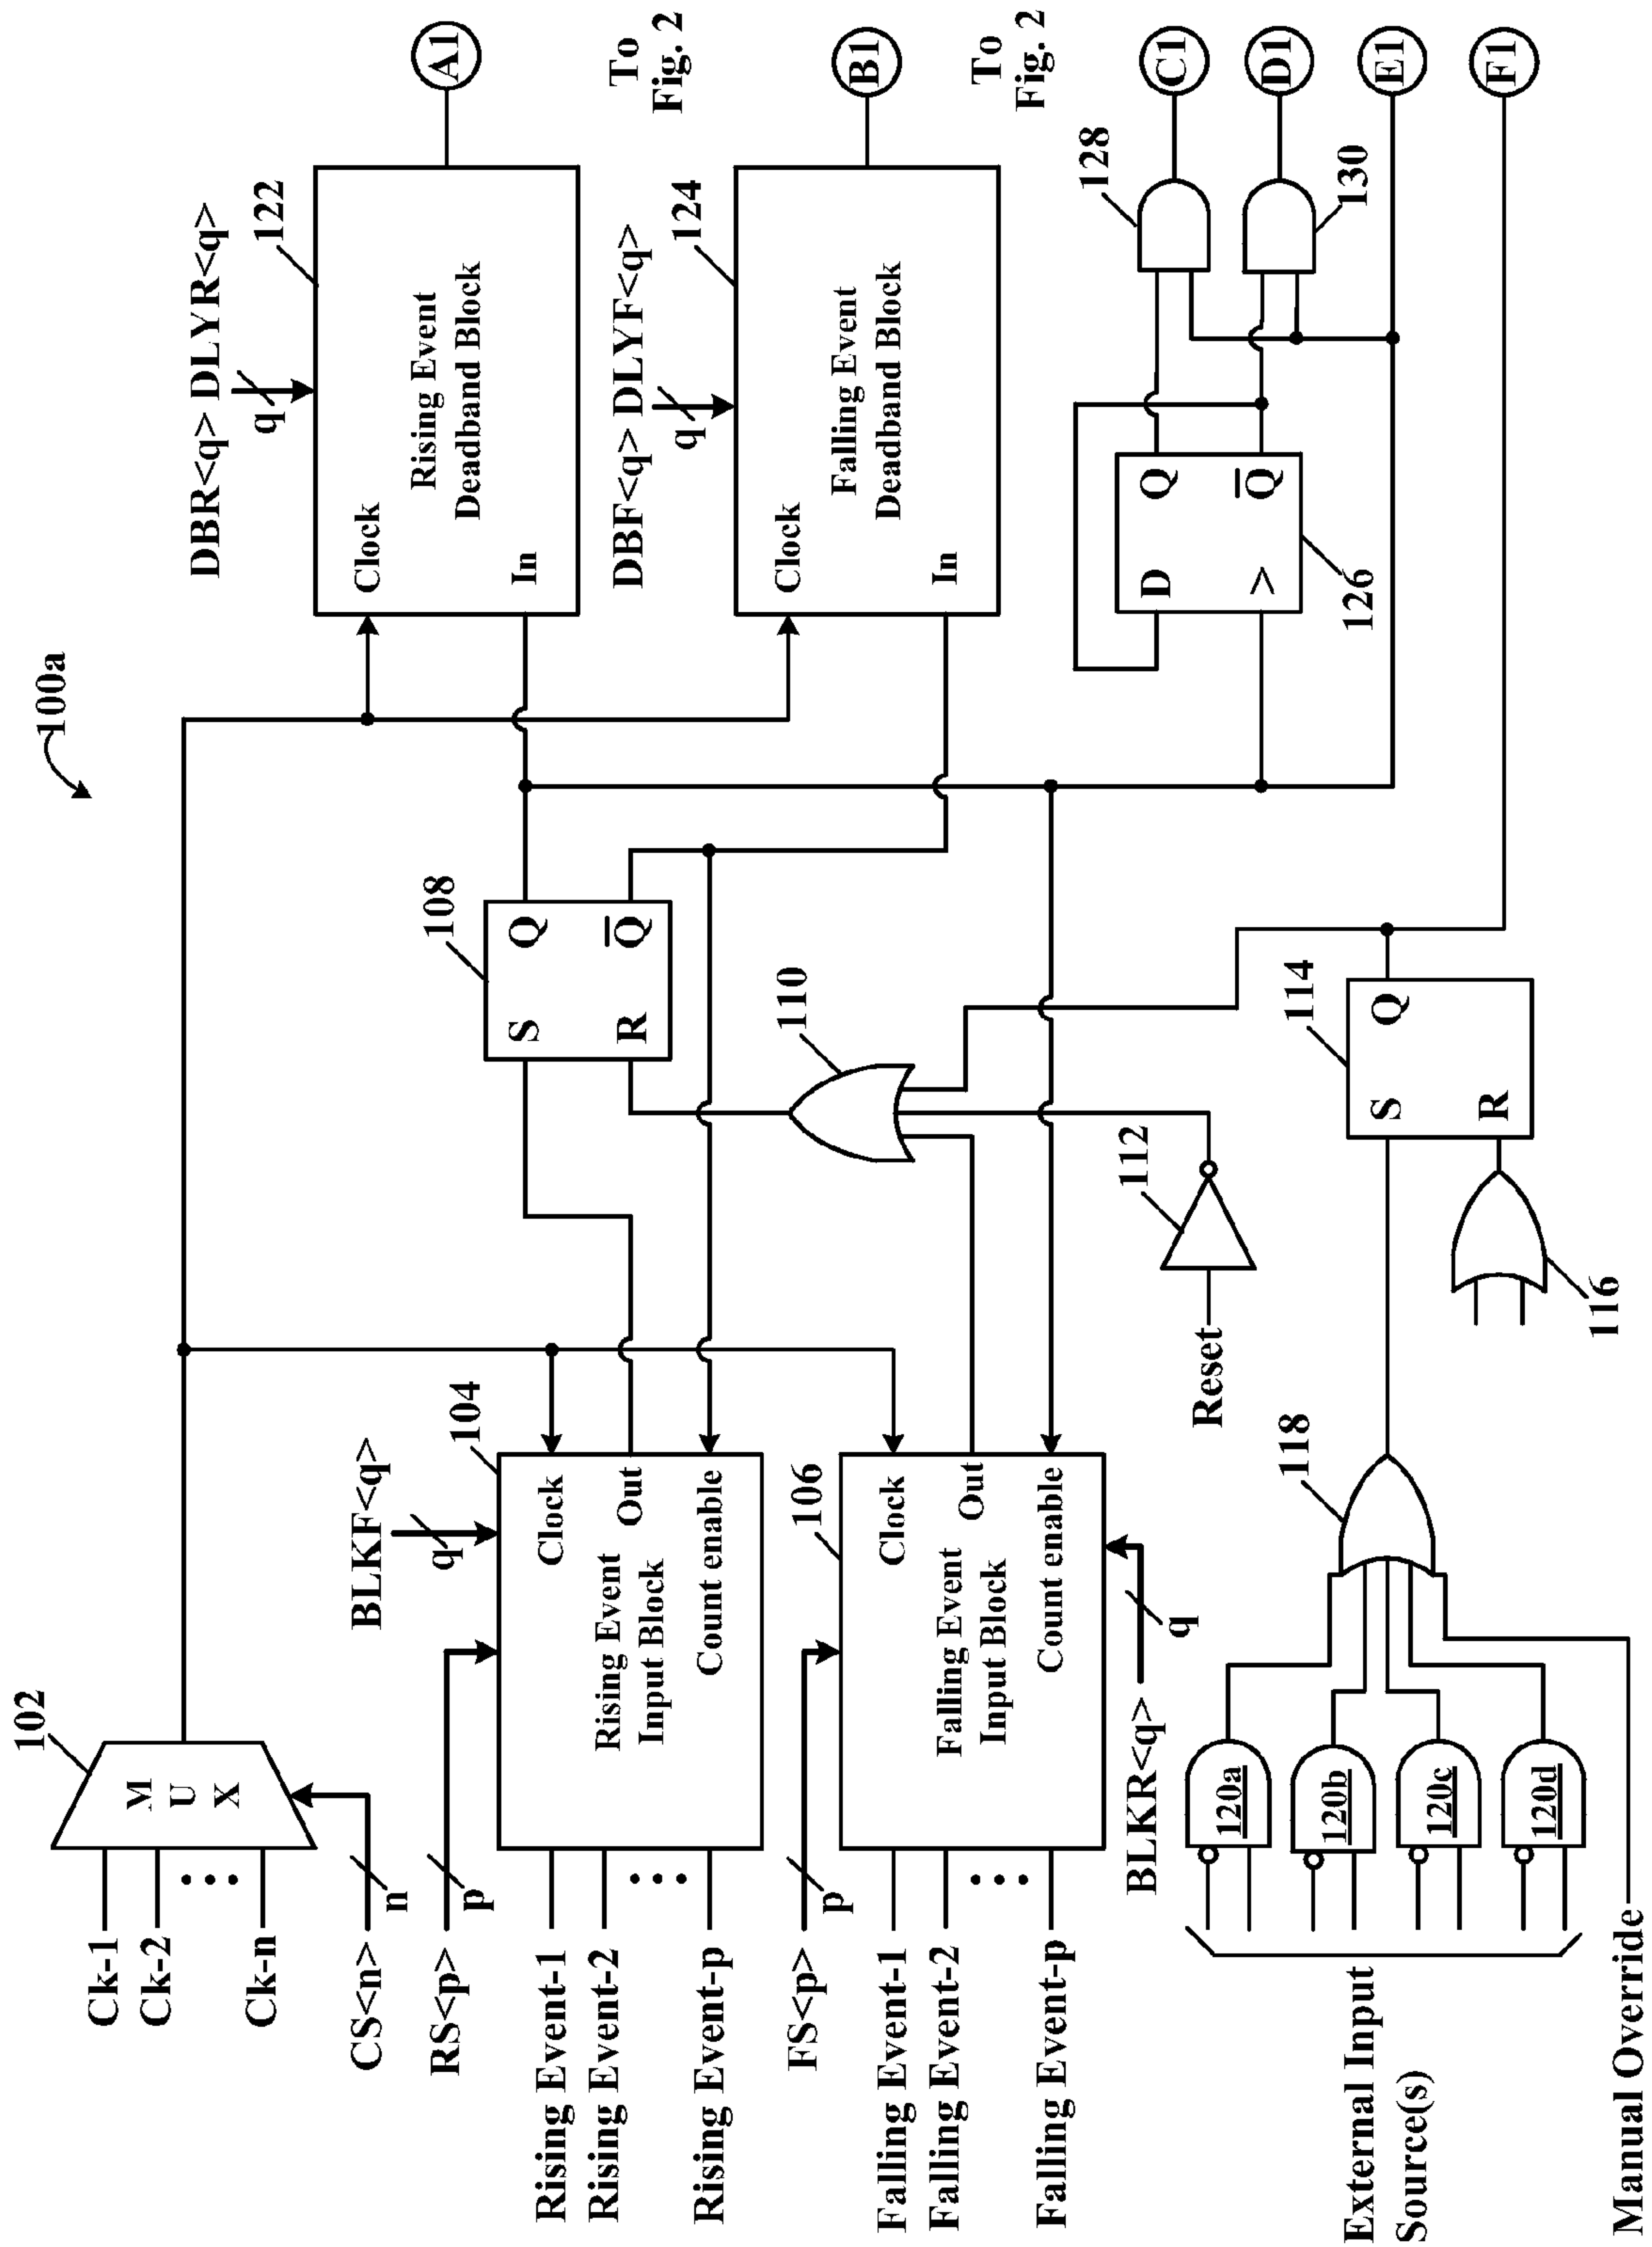 100a
Ck-1
Ck-2
Ck-n
CS<n>
n
102
M
U
X
RS<p>
p
BLKF<q>
q
104
Rising Event-1
Rising Event-2
Rising Event-p
Rising Event
Input Block
Clock
Out
Count enable
FS<p>
p
106
Falling Event-1
Falling Event-2
Falling Event-p
Falling Event
Input Block
Clock
Out
Count enable
BLKR<q>
q
108
S
Q
R
Q
110
112
Reset
114
S
Q
R
116
118
120a
120b
120c
120d
External Input
Source(s)
Manual Override
DBR<q> DLYR<q>
q
122
Clock
Rising Event
Deadband Block
In
A1
To
Fig. 2
DBF<q> DLYF<q>
q
124
Clock
Falling Event
Deadband Block
In
B1
To
Fig. 2
126
D
Q
>
Q
128
130
C1
D1
E1
F1